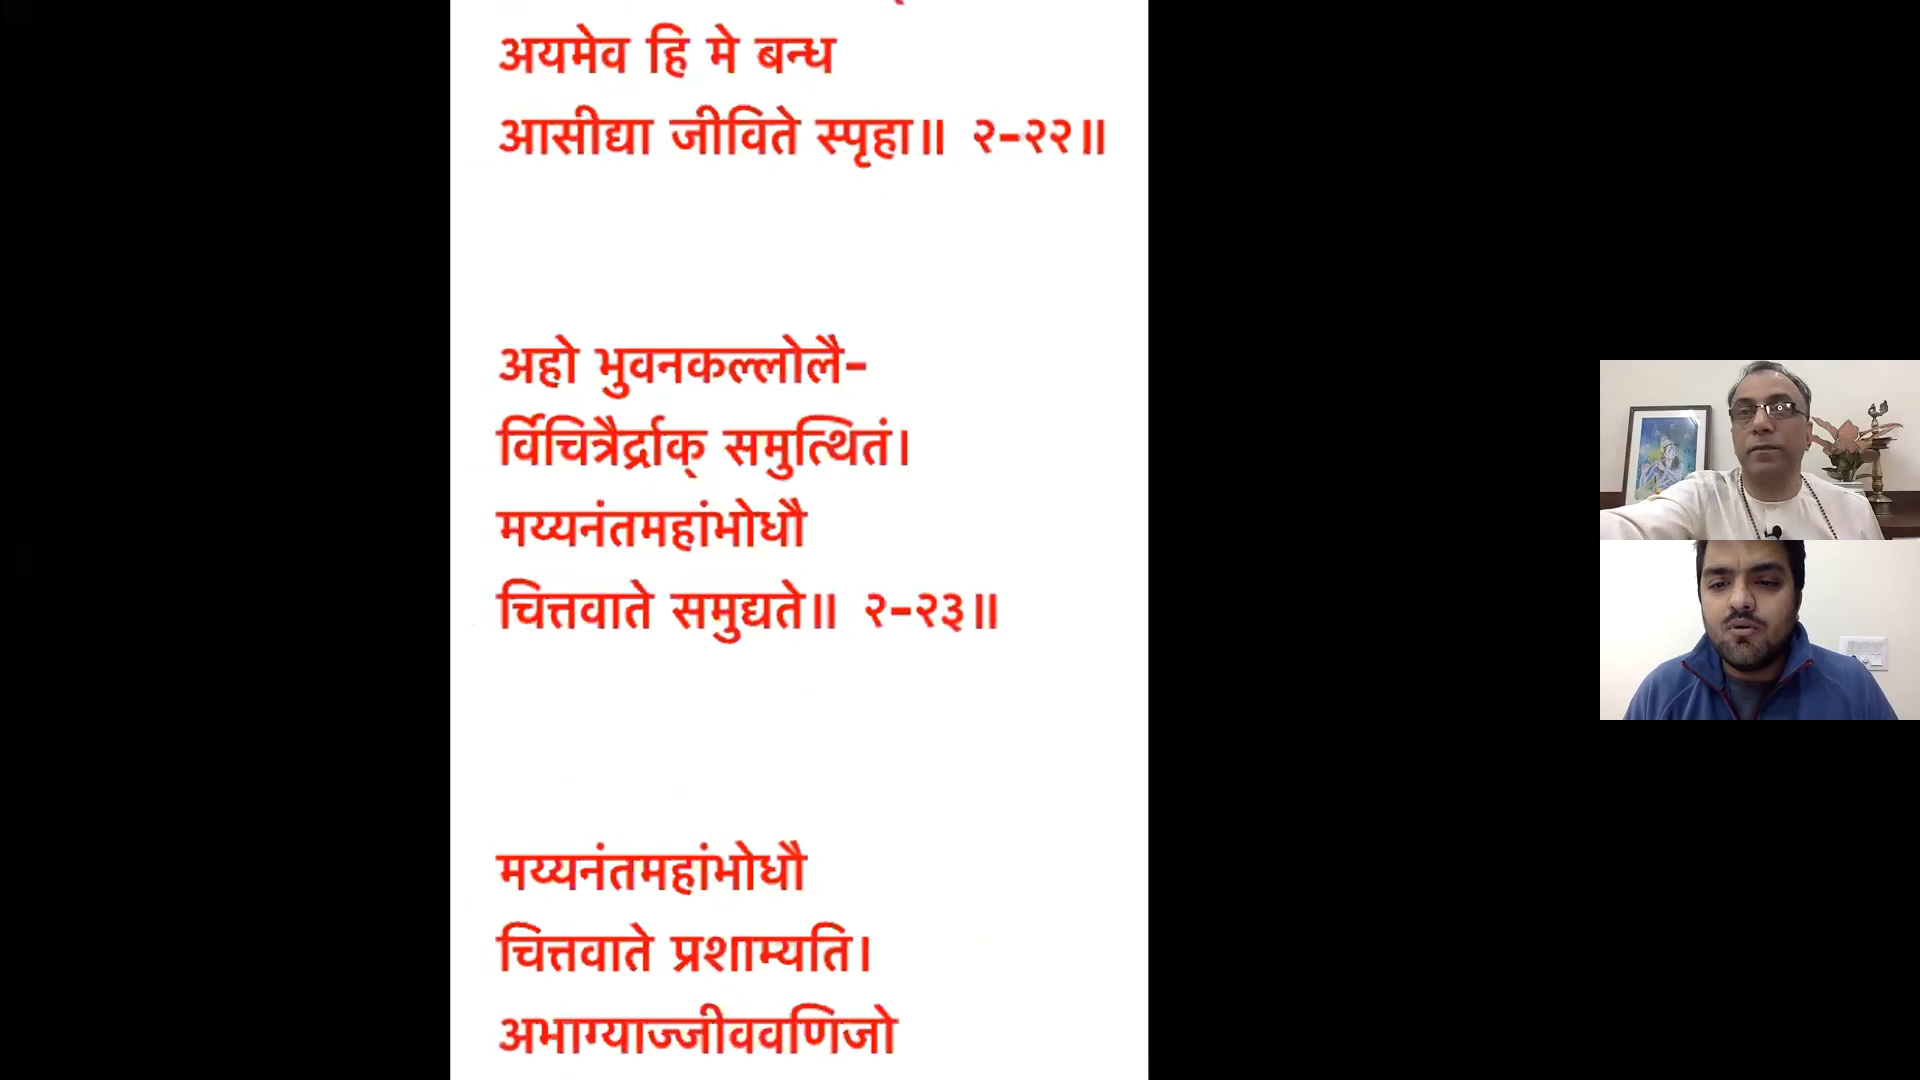 अयमेव हि मे बन्ध
आसीद्या जीविते स्पृहा॥ २-२२॥
अहो भुवनकल्लोलै-
र्विचित्रैर्द्राक् समुत्थितं।
मय्यनंतमहांभोधौ
चित्तवाते समुद्यते॥ २-२३॥
मय्यनंतमहांभोधौ
चित्तवाते प्रशाम्यति।
अभाग्याज्जीववणिजो